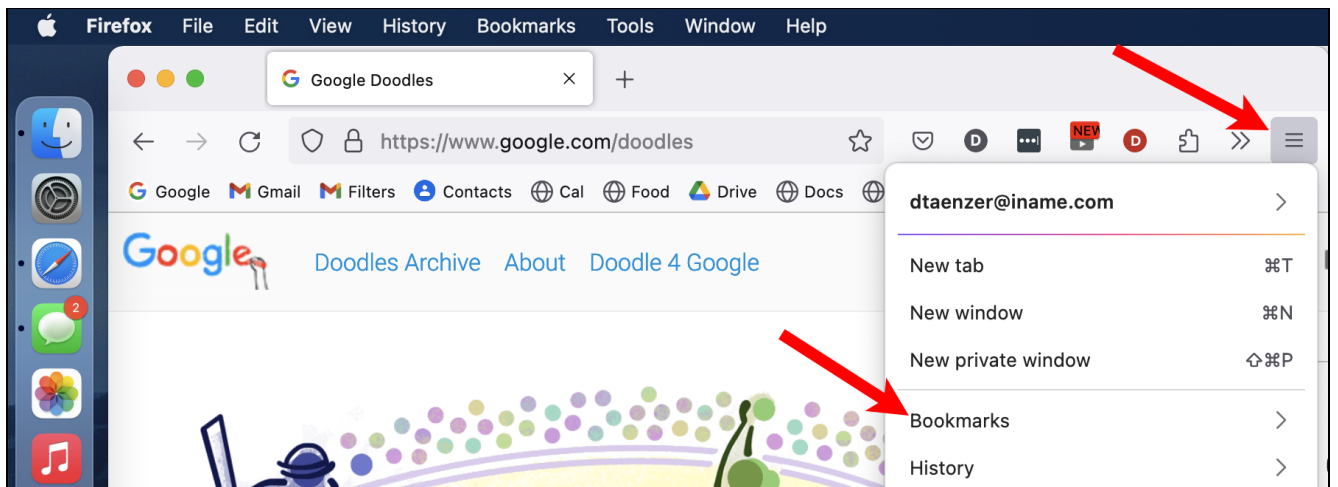 Firefox File Edit View History Bookmarks Tools Window Help
Google Doodles
https://www.google.com/doodles
D
NEW
D
Google Gmail Filters Contacts Cal Food Drive Docs
dtaenzer@iname.com
Google
Doodles Archive About Doodle 4 Google
New tab ⌘T
New window ⌘N
2
New private window ⇧⌘P
Bookmarks
History